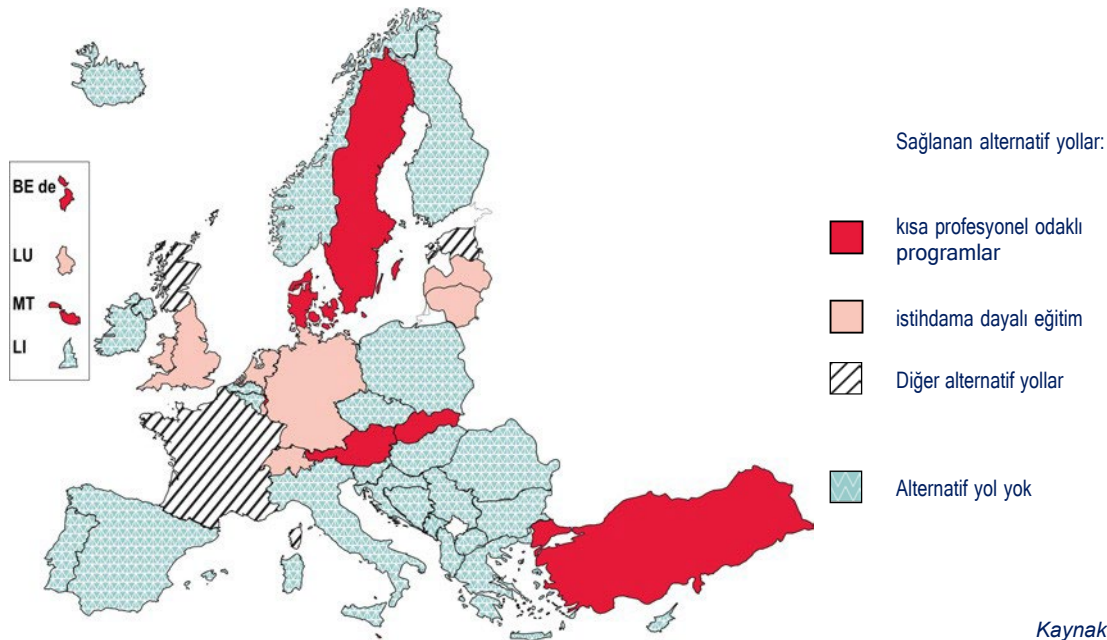 BE de
LU
MT
LI
Sağlanan alternatif yollar:
kısa profesyonel odaklı
programlar
istihdama dayalı eğitim
Diğer alternatif yollar
Alternatif yol yok
Kaynak